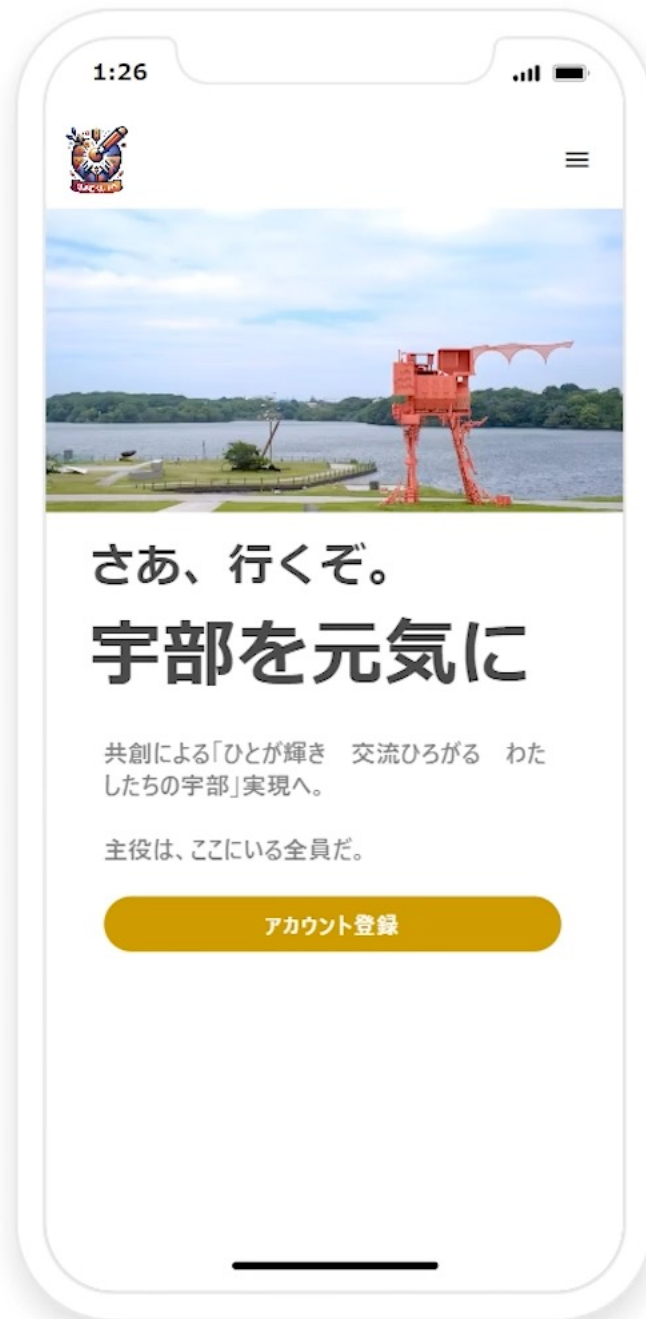 1:26
さあ、行くぞ。
宇部を元気に
共創による「ひとが輝き　交流ひろがる　わた
したちの宇部」実現へ。
主役は、ここにいる全員だ。
アカウント登録